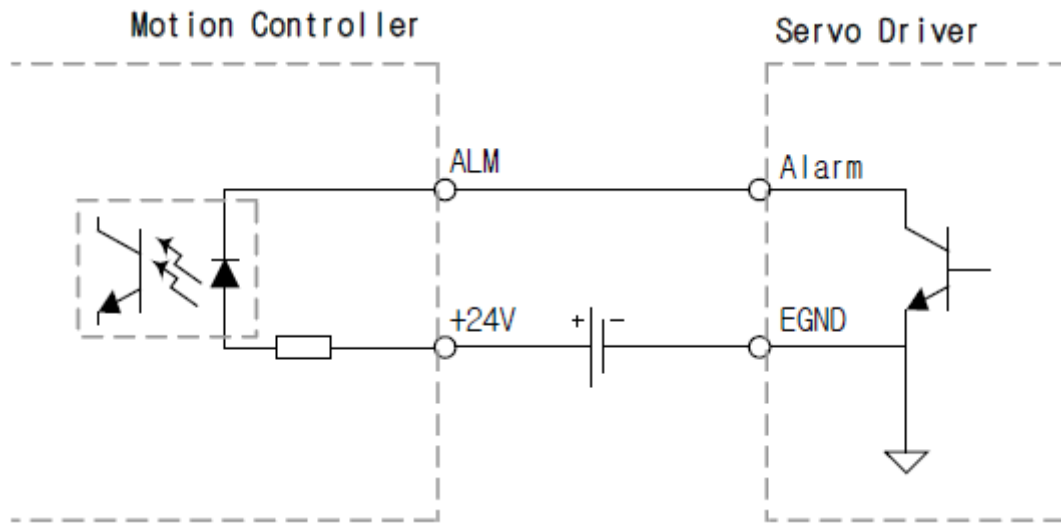 Motion Controller
Servo Driver
ALM
Alarm
+24V
+ -
EGND